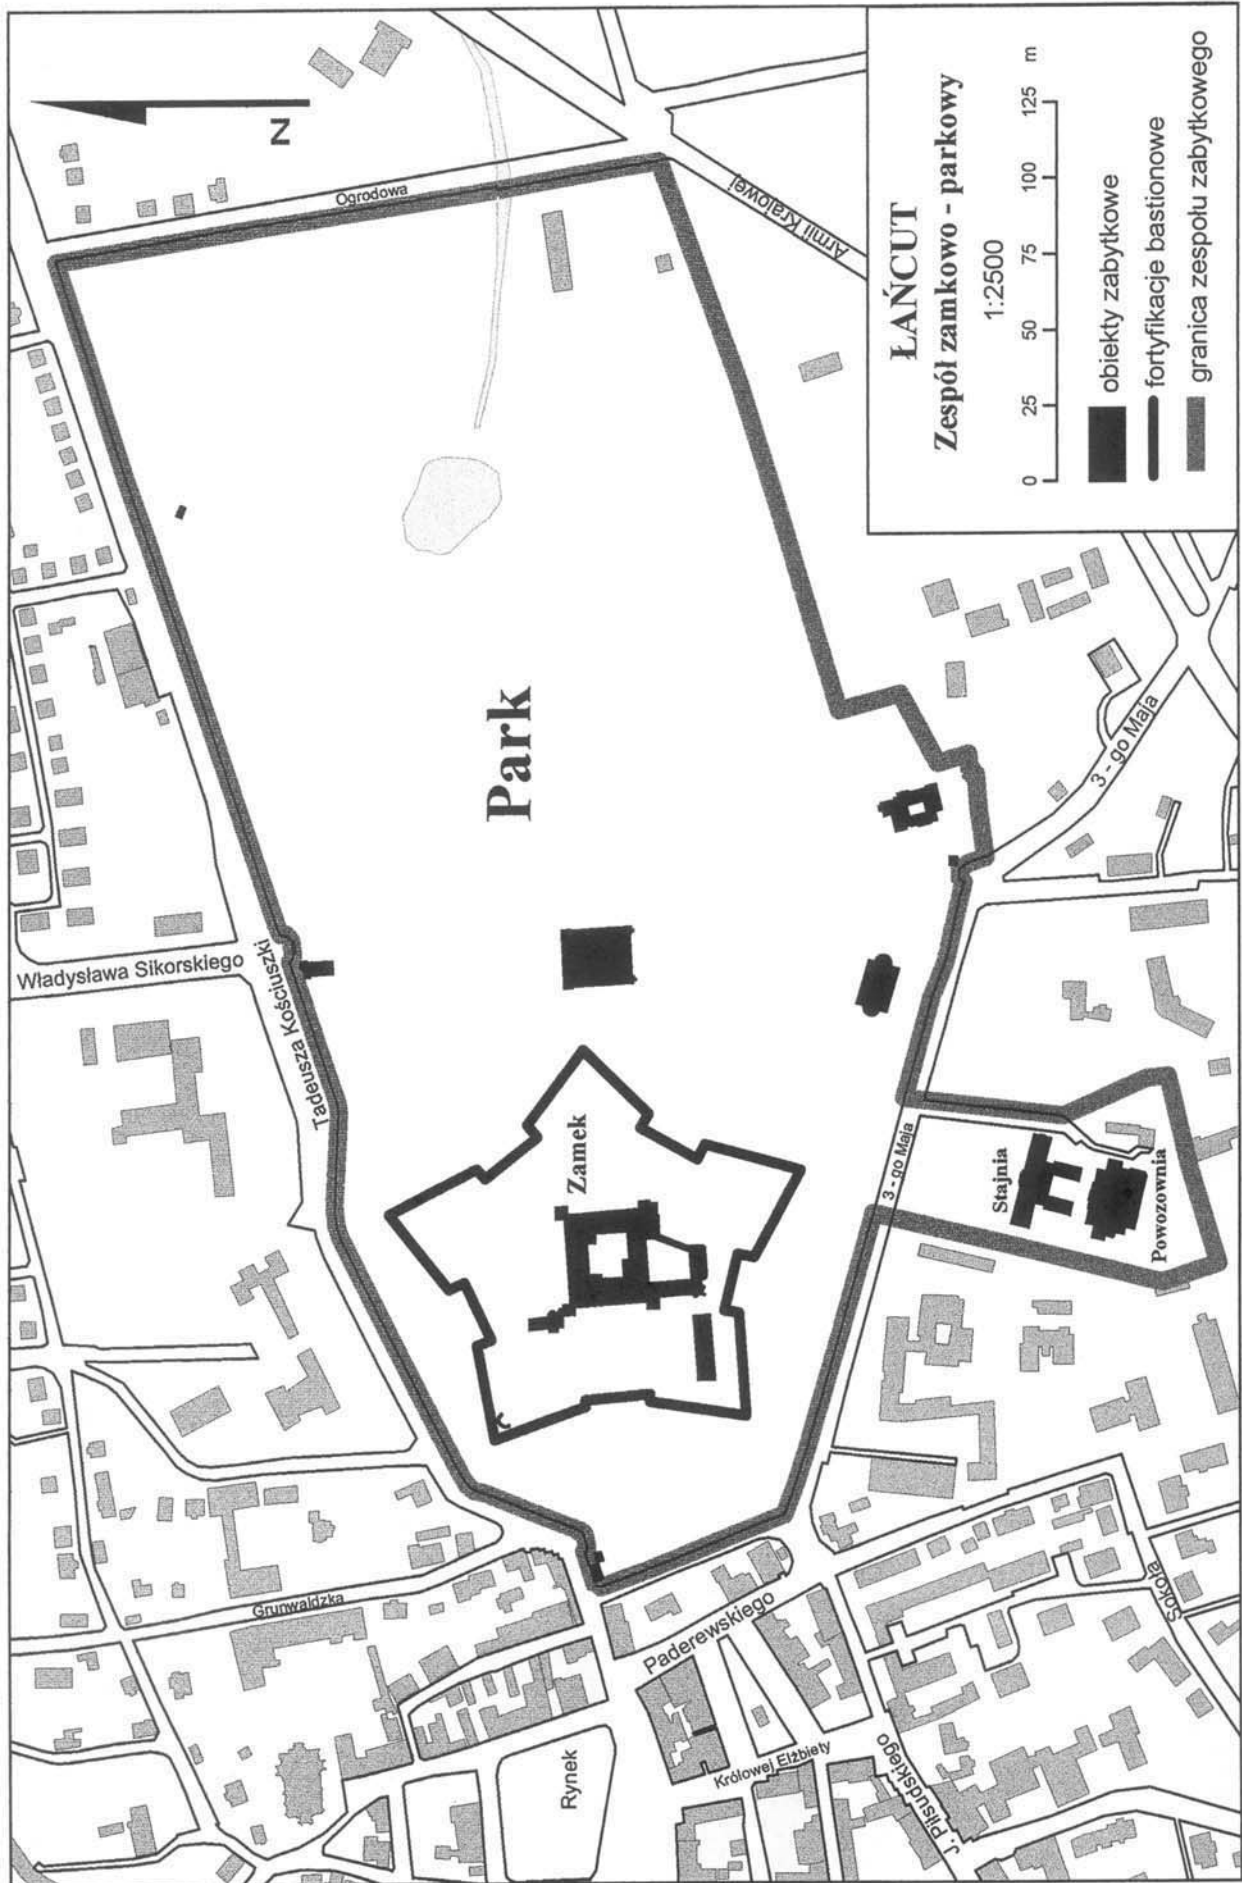 ŁAŃCUT
Zespół zamkowo - parkowy
1:2500
0 25 50 75 100 125 m
obiekty zabytkowe
fortyfikacje bastionowe
granica zespołu zabytkowego
N
Ogrodowa
Armii Krajowej
Park
Władysława Sikorskiego
Tadeusza Kościuszki
Zamek
3 - go Maja
3 - go Maja
Stajnia
Powozownia
Grunwaldzka
Paderewskiego
Sokoła
Rynek
Królowej Elżbiety
J. Piłsudskiego